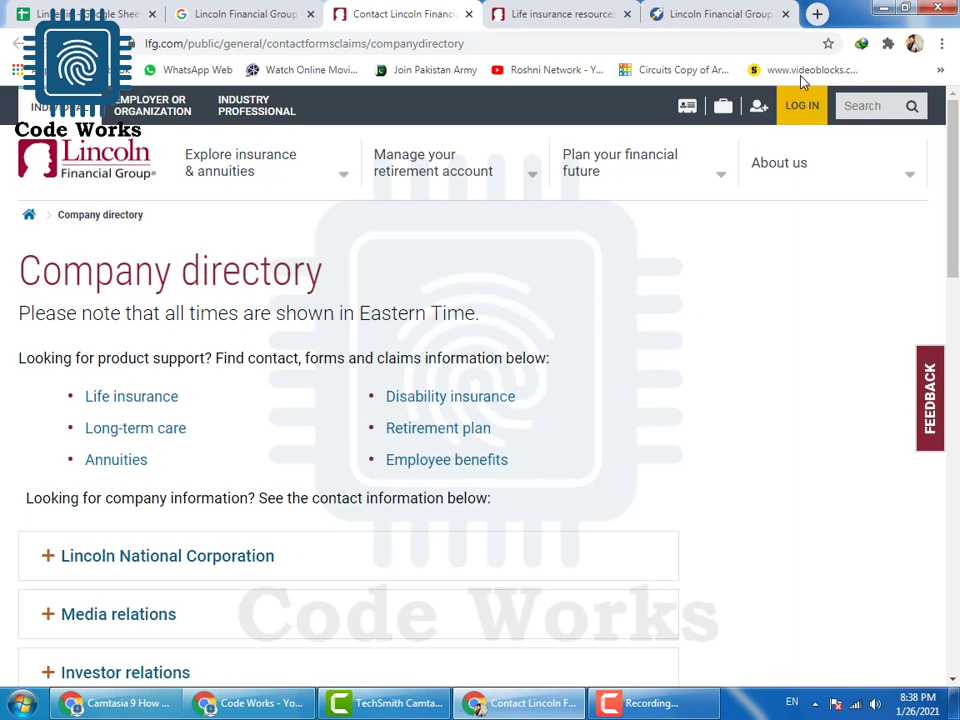 Google Shee
Lincoln Financial Group
Contact Lincoln Financi
Life insurance resources
Lincoln Financial Group
lfg.com/public/general/contactformsclaims/companydirectory
WhatsApp Web
Watch Online Movi...
Join Pakistan Army
Roshni Network - Y...
Circuits Copy of Ar...
www.videoblocks.c...
»
EMPLOYER OR
ORGANIZATION
INDUSTRY
PROFESSIONAL
LOG IN
Search
Code Works
Lincoln
Financial Group®
Explore insurance
& annuities
Manage your
retirement account
Plan your financial
future
About us
Company directory
Company directory
Please note that all times are shown in Eastern Time.
Looking for product support? Find contact, forms and claims information below:
• Life insurance
• Disability insurance
• Long-term care
• Retirement plan
• Annuities
• Employee benefits
Looking for company information? See the contact information below:
+ Lincoln National Corporation
+ Media relations
+ Investor relations
FEEDBACK
Code Works
Camtasia 9 How ...
Code Works - Yo...
TechSmith Camta...
Contact Lincoln F...
Recording...
EN
8:38 PM
1/26/2021